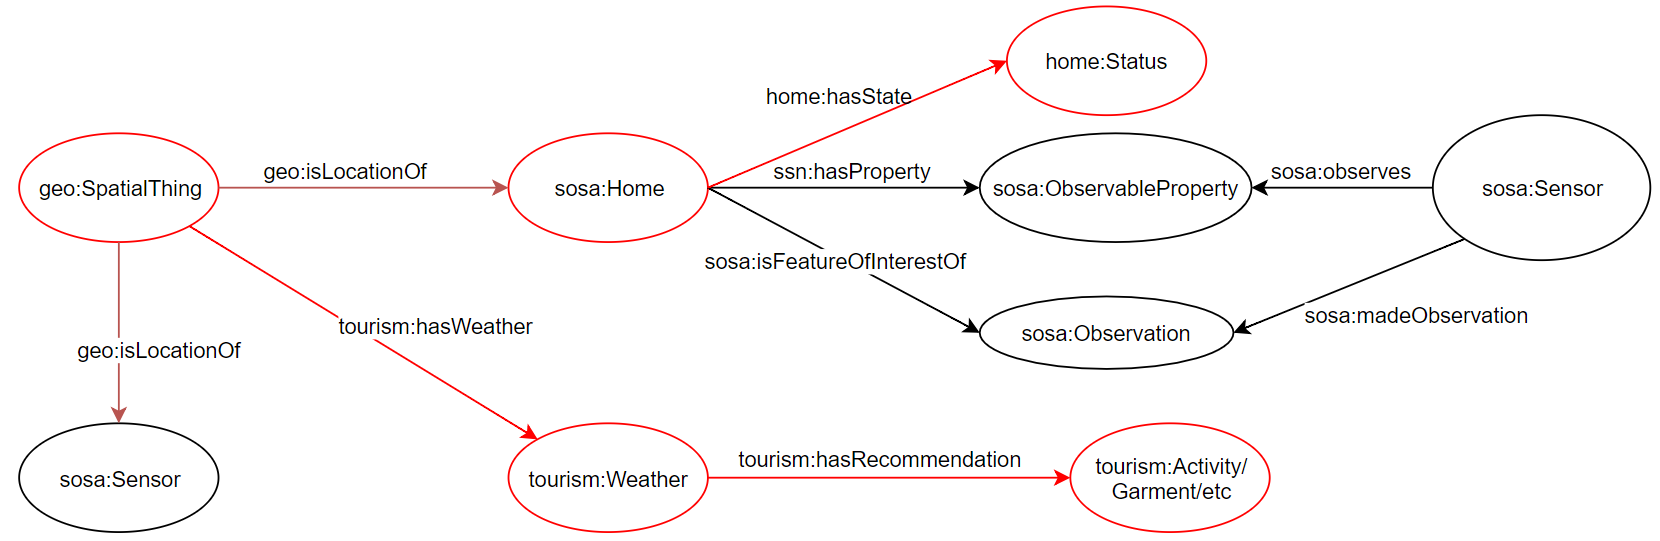 home:Status
home:hasState
geo:SpatialThing
geo:isLocationOf
sosa:Home
ssn:hasProperty
sosa:ObservableProperty
sosa:observes
sosa:Sensor
sosa:isFeatureOfInterestOf
tourism:hasWeather
sosa:Observation
sosa:madeObservation
geo:isLocationOf
sosa:Sensor
tourism:Weather
tourism:hasRecommendation
tourism:Activity/
Garment/etc